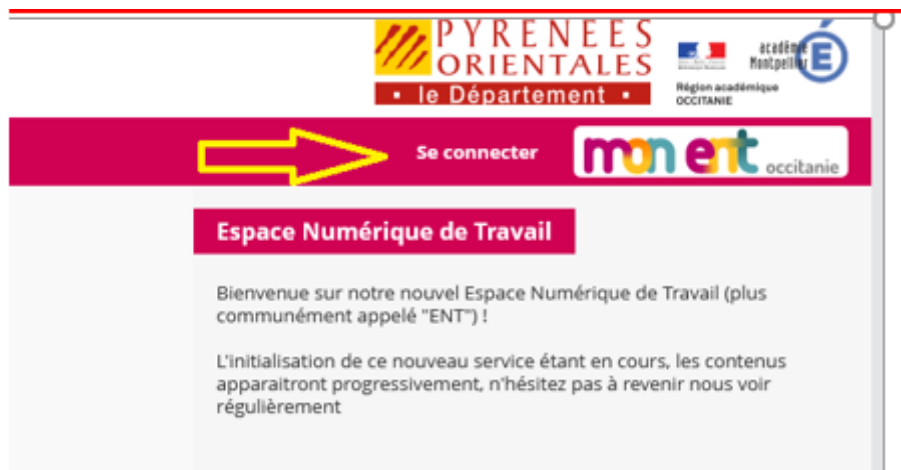 PYRENEES
ORIENTALES
• le Département •
académie
Montpellier
É
Région académique
OCCITANIE
Se connecter
mon ent occitanie
Espace Numérique de Travail
Bienvenue sur notre nouvel Espace Numérique de Travail (plus
communément appelé "ENT") !
L'initialisation de ce nouveau service étant en cours, les contenus
apparaitront progressivement, n'hésitez pas à revenir nous voir
régulièrement